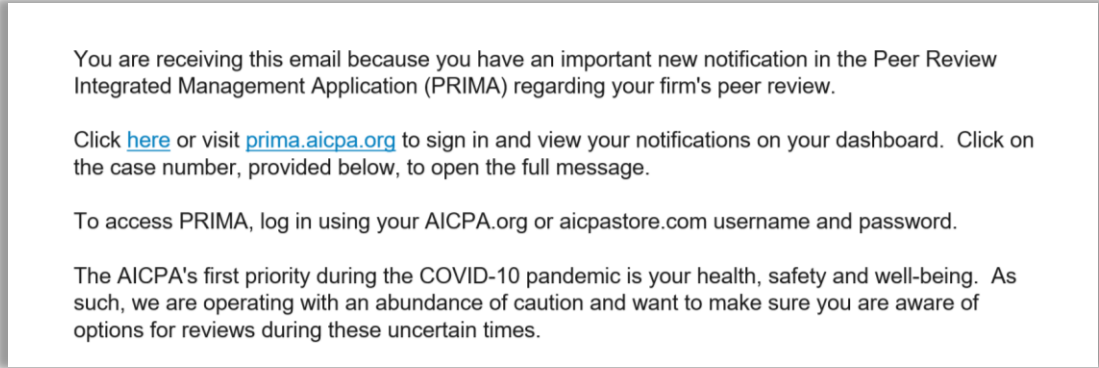 You are receiving this email because you have an important new notification in the Peer Review
Integrated Management Application (PRIMA) regarding your firm's peer review.
Click here or visit prima.aicpa.org to sign in and view your notifications on your dashboard.  Click on
the case number, provided below, to open the full message.
To access PRIMA, log in using your AICPA.org or aicpastore.com username and password.
The AICPA's first priority during the COVID-10 pandemic is your health, safety and well-being.  As
such, we are operating with an abundance of caution and want to make sure you are aware of
options for reviews during these uncertain times.